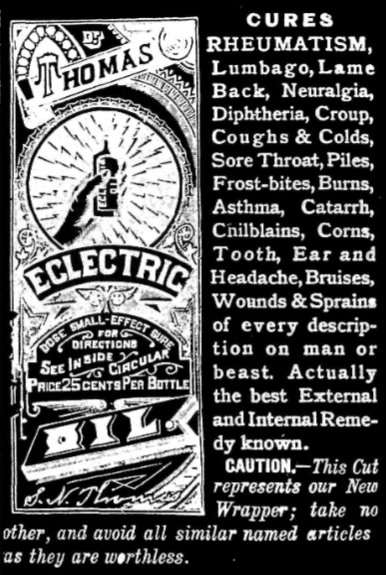 Dr
THOMAS'
ECLECTRIC
OIL
ECLECTRIC
DOSE SMALL-EFFECT SURE
FOR
DIRECTIONS
SEE INSIDE CIRCULAR
PRICE 25 CENTS PER BOTTLE
OIL.
S. N. Thomas
CURES
RHEUMATISM,
Lumbago, Lame
Back, Neuralgia,
Diphtheria, Croup,
Coughs & Colds,
Sore Throat, Piles,
Frost-bites, Burns,
Asthma, Catarrh,
Chilblains, Corns,
Tooth, Ear and
Headache, Bruises,
Wounds & Sprains
of every descrip-
tion on man or
beast. Actually
the best External
and Internal Reme-
dy known.
CAUTION.—This Cut
represents our New
Wrapper; take no
other, and avoid all similar named articles
as they are worthless.